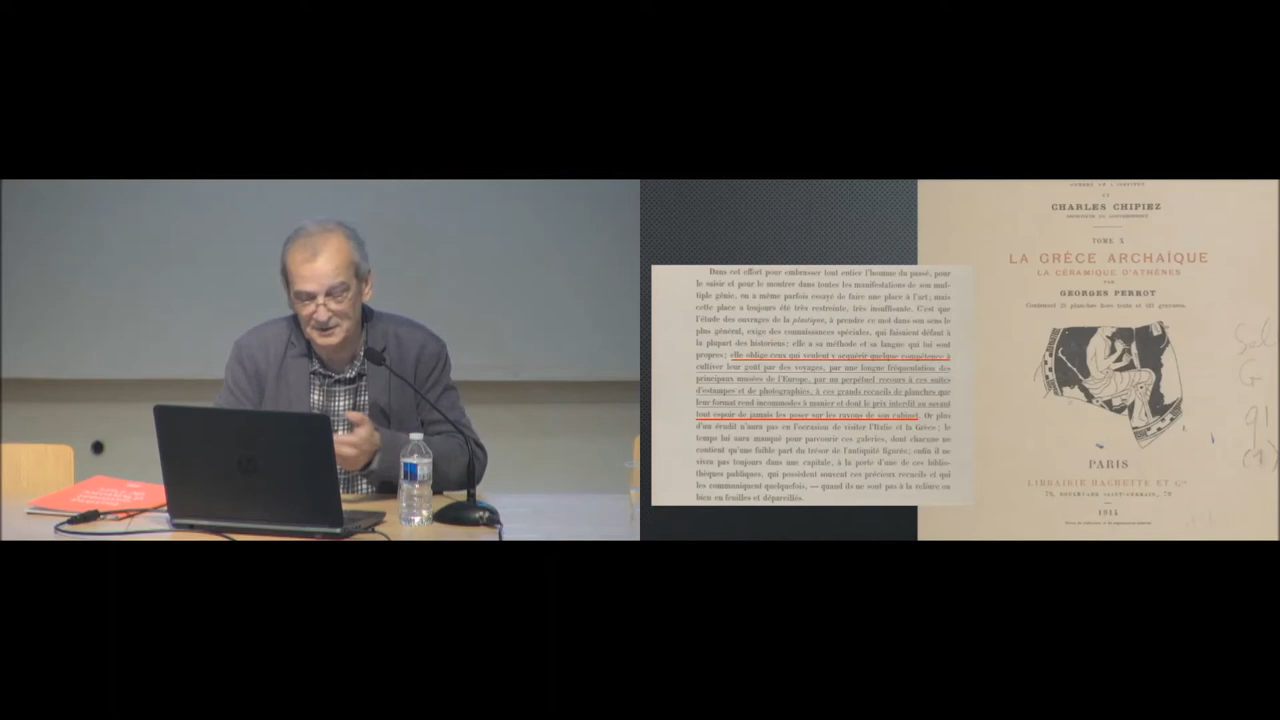 Dans cet effort pour embrasser tout entier l'homme du passé, pour
le saisir et pour le montrer dans toutes les manifestations de son mul-
tiple génie, on a même parfois essayé de faire une place à l'art; mais
cette place a toujours été très restreinte, très insuffisante. C'est que
l'étude des ouvrages de la plastique, à prendre ce mot dans son sens le
plus général, exige des connaissances spéciales, qui faisaient défaut à
la plupart des historiens; elle a sa méthode et sa langue qui lui sont
propres; elle oblige ceux qui veulent y acquérir quelque compétence à
cultiver leur goût par des voyages, par une longue fréquentation des
principaux musées de l'Europe, par un perpétuel recours à ces suites
d'estampes et de photographies, à ces grands recueils de planches que
leur format rend incommodes à manier et dont le prix interdit au savant
tout espoir de jamais les poser sur les rayons de son cabinet. Or plus
d'un érudit n'aura pas eu l'occasion de visiter l'Italie et la Grèce; le
temps lui aura manqué pour parcourir ces galeries, dont chacune ne
contient qu'une faible part du trésor de l'antiquité figurée; enfin il ne
vivra pas toujours dans une capitale, à la porte d'une de ces biblio-
thèques publiques, qui possèdent souvent ces précieux recueils et qui
les communiquent quelquefois, — quand ils ne sont pas à la reliure ou
bien en feuilles et dépareillés.
MEMBRE DE L'INSTITUT
ET
CHARLES CHIPIEZ
ARCHITECTE DU GOUVERNEMENT
TOME X
LA GRÈCE ARCHAÏQUE
LA CÉRAMIQUE D'ATHÈNES
PAR
GEORGES PERROT
PARIS
LIBRAIRIE HACHETTE ET Cie
79, BOULEVARD SAINT-GERMAIN, 79
1914